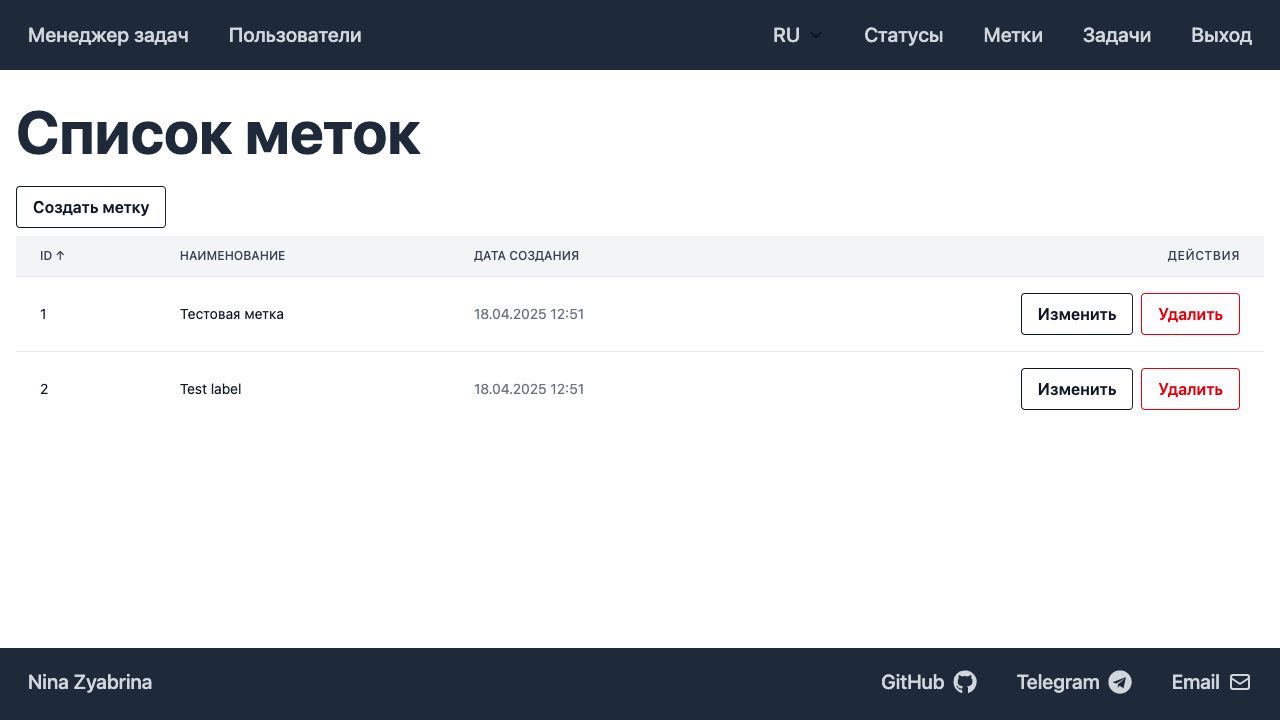 Менеджер задач Пользователи RU Статусы Метки Задачи Выход
Список меток
Создать метку
ID ↑ НАИМЕНОВАНИЕ ДАТА СОЗДАНИЯ ДЕЙСТВИЯ
1 Тестовая метка 18.04.2025 12:51 Изменить Удалить
2 Test label 18.04.2025 12:51 Изменить Удалить
Nina Zyabrina GitHub Telegram Email